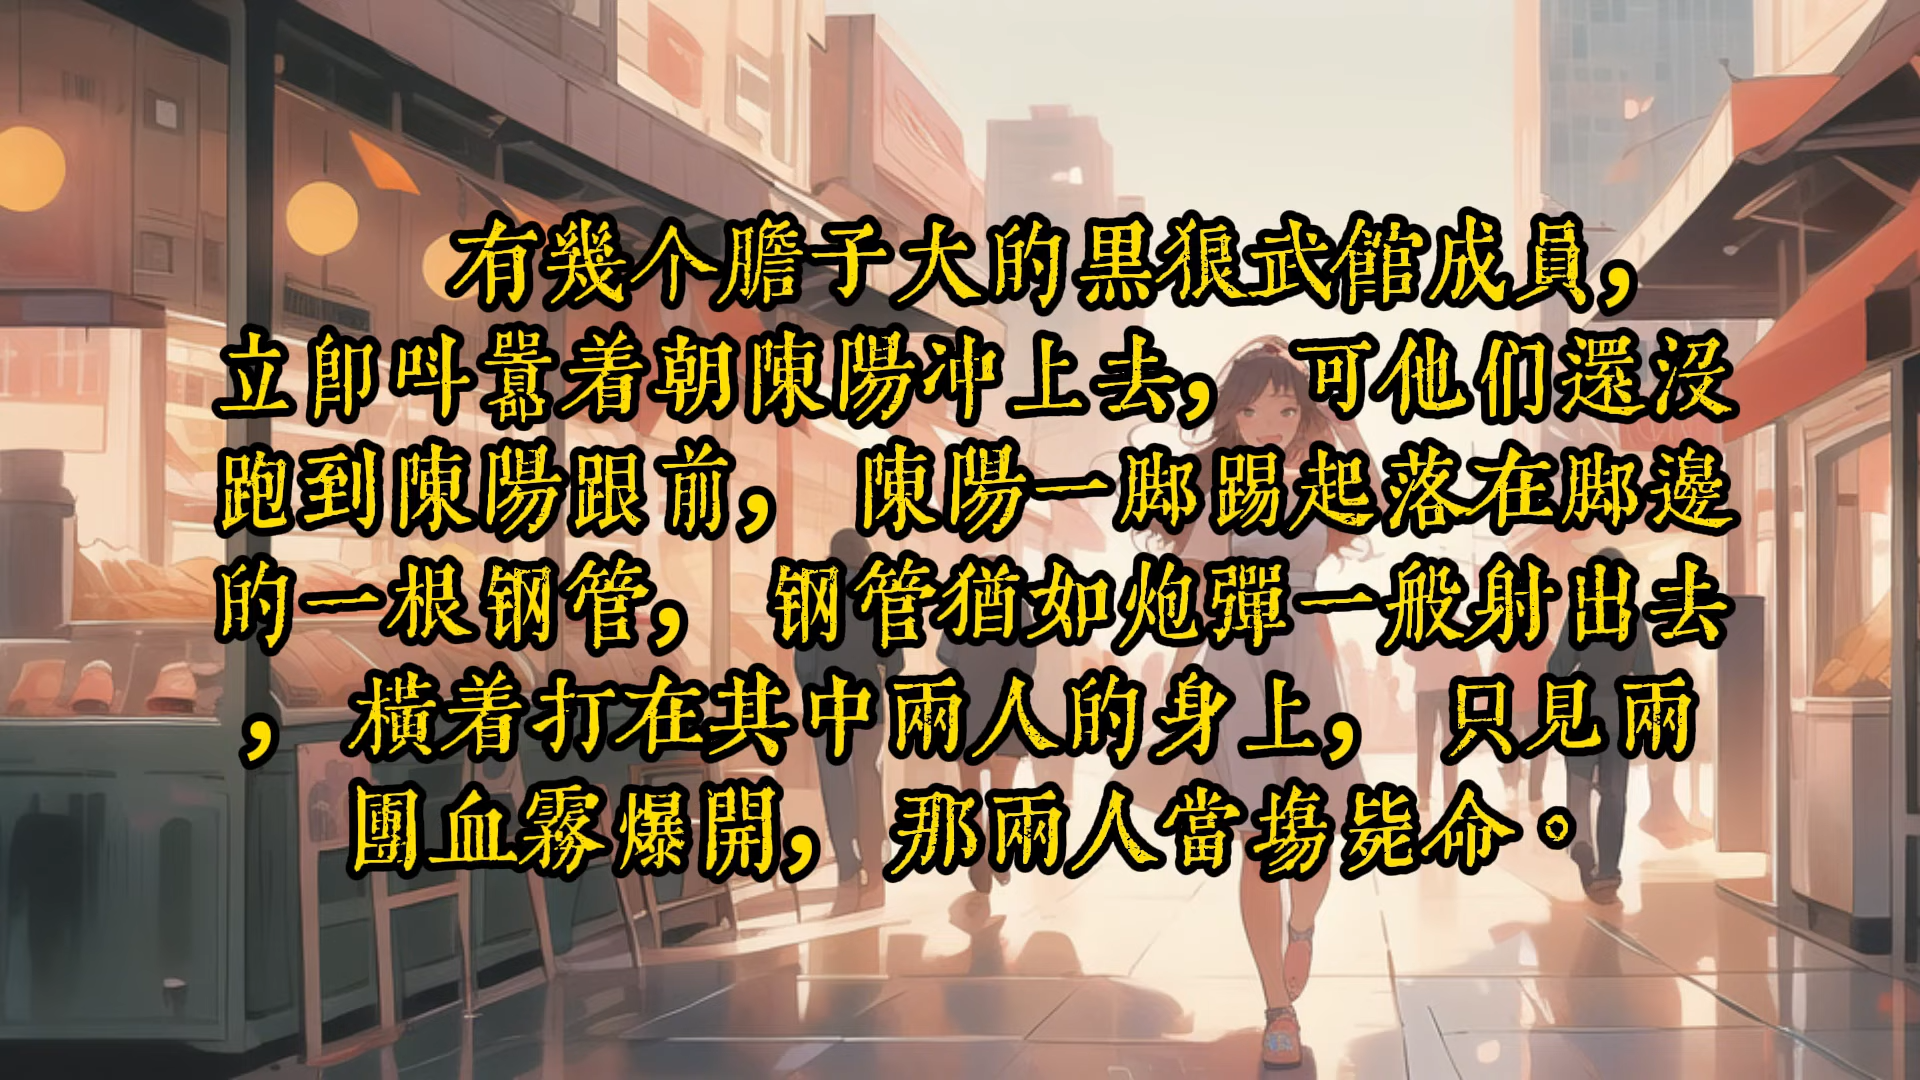 有幾个膽子大的黑狠武館成員，
立即呌囂着朝陳陽冲上去，可他们還没
跑到陳陽跟前，陳陽一脚踢起落在脚邊
的一根钢管，钢管猶如炮彈一般射出去
，橫着打在其中兩人的身上，只見兩
團血霧爆開，那兩人當場毙命。